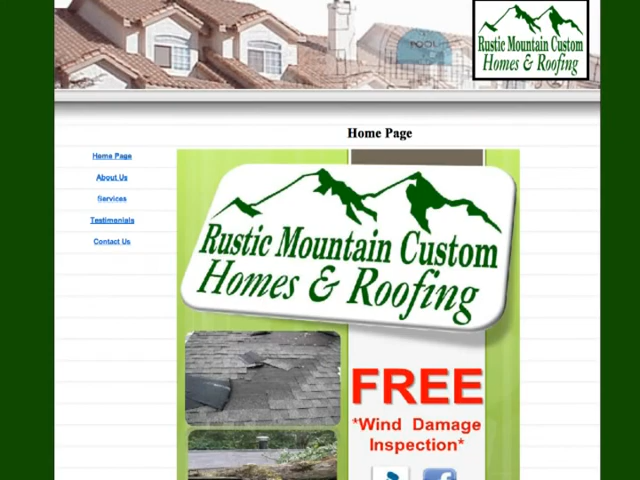 POOL
Rustic Mountain Custom
Homes & Roofing
Home Page
Home Page
About Us
Services
Testimonials
Contact Us
Rustic Mountain Custom
Homes & Roofing
FREE
*Wind Damage
Inspection*